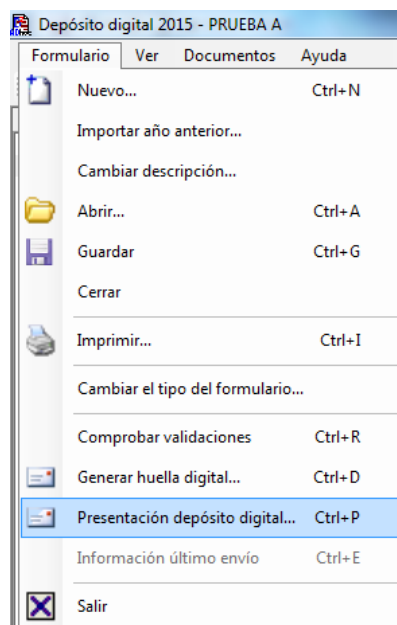 Depósito digital 2015 - PRUEBA A
Formulario Ver Documentos Ayuda
Nuevo... Ctrl+N
Importar año anterior...
Cambiar descripción...
Abrir... Ctrl+A
Guardar Ctrl+G
Cerrar
Imprimir... Ctrl+I
Cambiar el tipo del formulario...
Comprobar validaciones Ctrl+R
Generar huella digital... Ctrl+D
Presentación depósito digital... Ctrl+P
Información último envío Ctrl+E
Salir